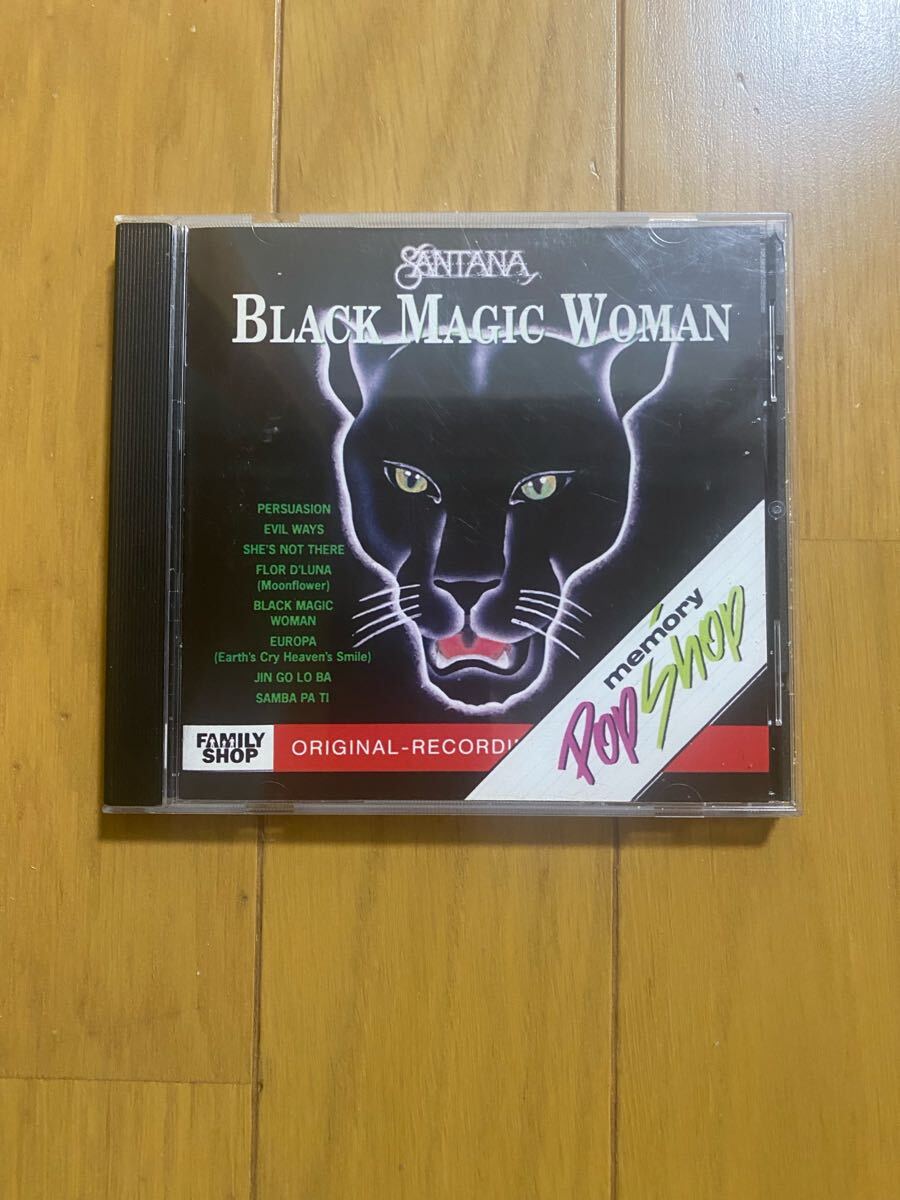 SANTANA
BLACK MAGIC WOMAN
PERSUASION
EVIL WAYS
SHE'S NOT THERE
FLOR D'LUNA
(Moonflower)
BLACK MAGIC
WOMAN
EUROPA
(Earth's Cry Heaven's Smile)
JIN GO LO BA
SAMBA PA TI
memory
Pop Shop
FAMILY
SHOP
ORIGINAL-RECORDI